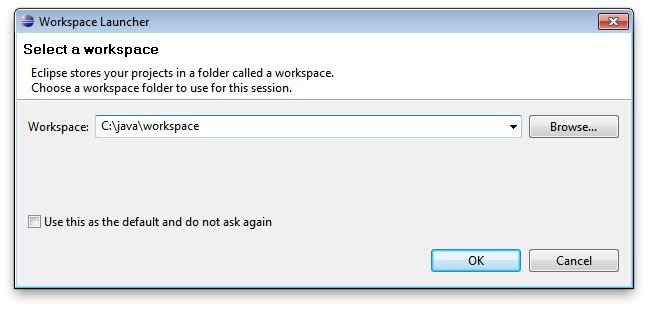 Workspace Launcher
Select a workspace
Eclipse stores your projects in a folder called a workspace.
Choose a workspace folder to use for this session.
Workspace: C:\java\workspace Browse...
Use this as the default and do not ask again
OK Cancel